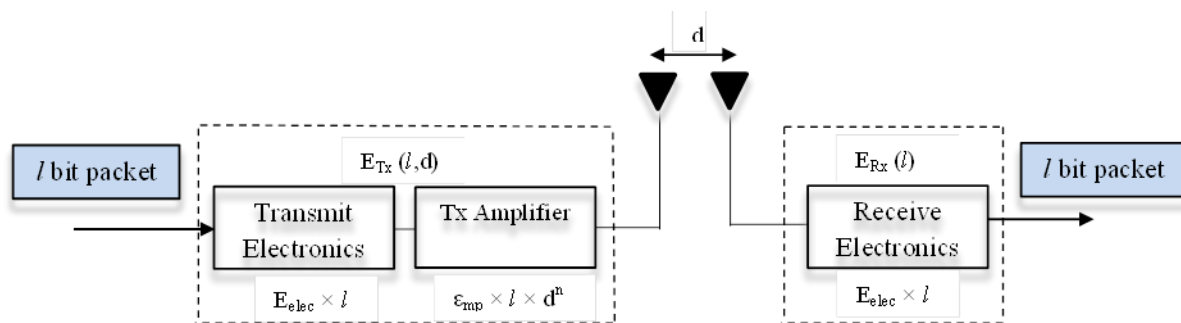 d
l bit packet
E_Tx (l,d)
Transmit
Electronics
Tx Amplifier
E_elec × l
ε_mp × l × d^n
E_Rx (l)
Receive
Electronics
E_elec × l
l bit packet